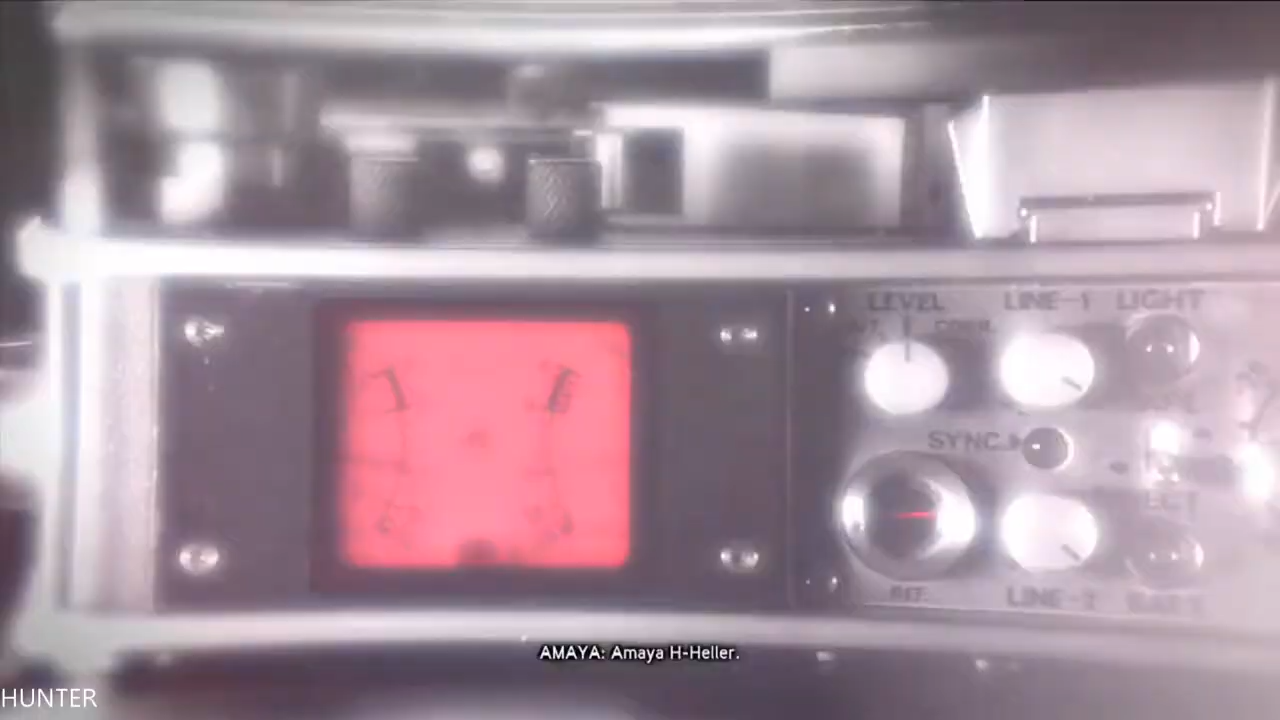 LEVEL LINE-1 LIGHT
SYNC.
LINE-2
AMAYA: Amaya H-Heller.
HUNTER